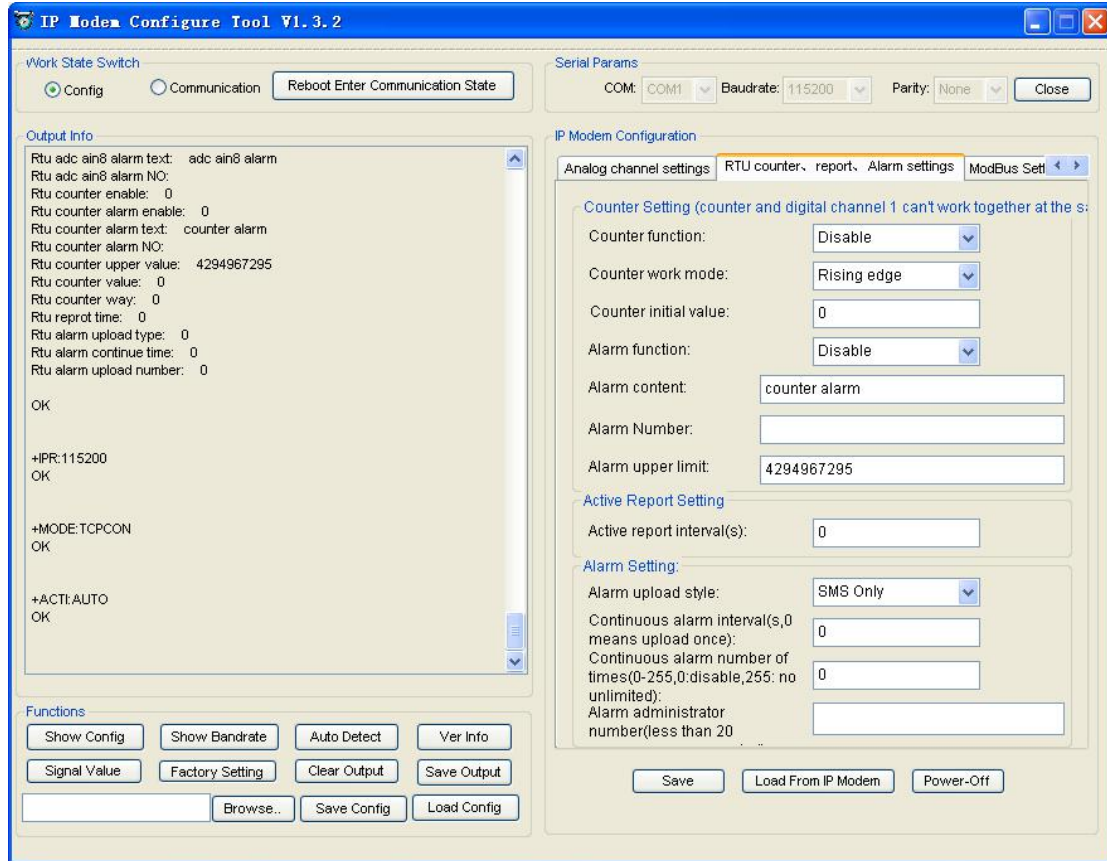 IP Modem Configure Tool V1.3.2
Work State Switch
Config
Communication
Reboot Enter Communication State
Serial Params
COM:
COM1
Baudrate:
115200
Parity:
None
Close
Output Info
Rtu adc ain8 alarm text: adc ain8 alarm
Rtu adc ain8 alarm NO:
Rtu counter enable: 0
Rtu counter alarm enable: 0
Rtu counter alarm text: counter alarm
Rtu counter alarm NO:
Rtu counter upper value: 4294967295
Rtu counter value: 0
Rtu counter way: 0
Rtu reprot time: 0
Rtu alarm upload type: 0
Rtu alarm continue time: 0
Rtu alarm upload number: 0
OK
+IPR:115200
OK
+MODE:TCPCON
OK
+ACTI:AUTO
OK
Functions
Show Config
Show Bandrate
Auto Detect
Ver Info
Signal Value
Factory Setting
Clear Output
Save Output
Browse..
Save Config
Load Config
IP Modem Configuration
Analog channel settings
RTU counter、report、Alarm settings
ModBus Sett
Counter Setting (counter and digital channel 1 can't work together at the sa
Counter function:
Disable
Counter work mode:
Rising edge
Counter initial value:
0
Alarm function:
Disable
Alarm content:
counter alarm
Alarm Number:
Alarm upper limit:
4294967295
Active Report Setting
Active report interval(s):
0
Alarm Setting:
Alarm upload style:
SMS Only
Continuous alarm interval(s,0
means upload once):
0
Continuous alarm number of
times(0-255,0:disable,255: no
unlimited):
0
Alarm administrator
number(less than 20
Save
Load From IP Modem
Power-Off